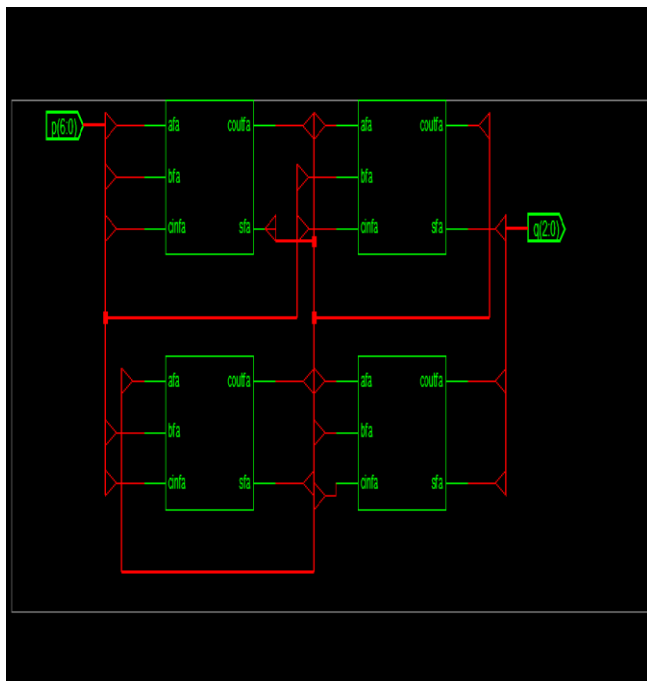 p(6:0) afa coutfa afa coutfa
bfa bfa
cinfa sfa cinfa sfa q(2:0)
afa coutfa afa coutfa
bfa bfa
cinfa sfa cinfa sfa